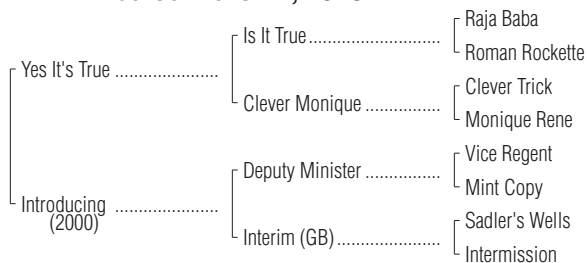 Raja Baba
Is It True..............................
Roman Rockette
Yes It's True .......................
Clever Trick
Clever Monique ..................
Monique Rene
Vice Regent
Deputy Minister .................
Mint Copy
Introducing .......................
(2000)
Sadler's Wells
Interim (GB).......................
Intermission